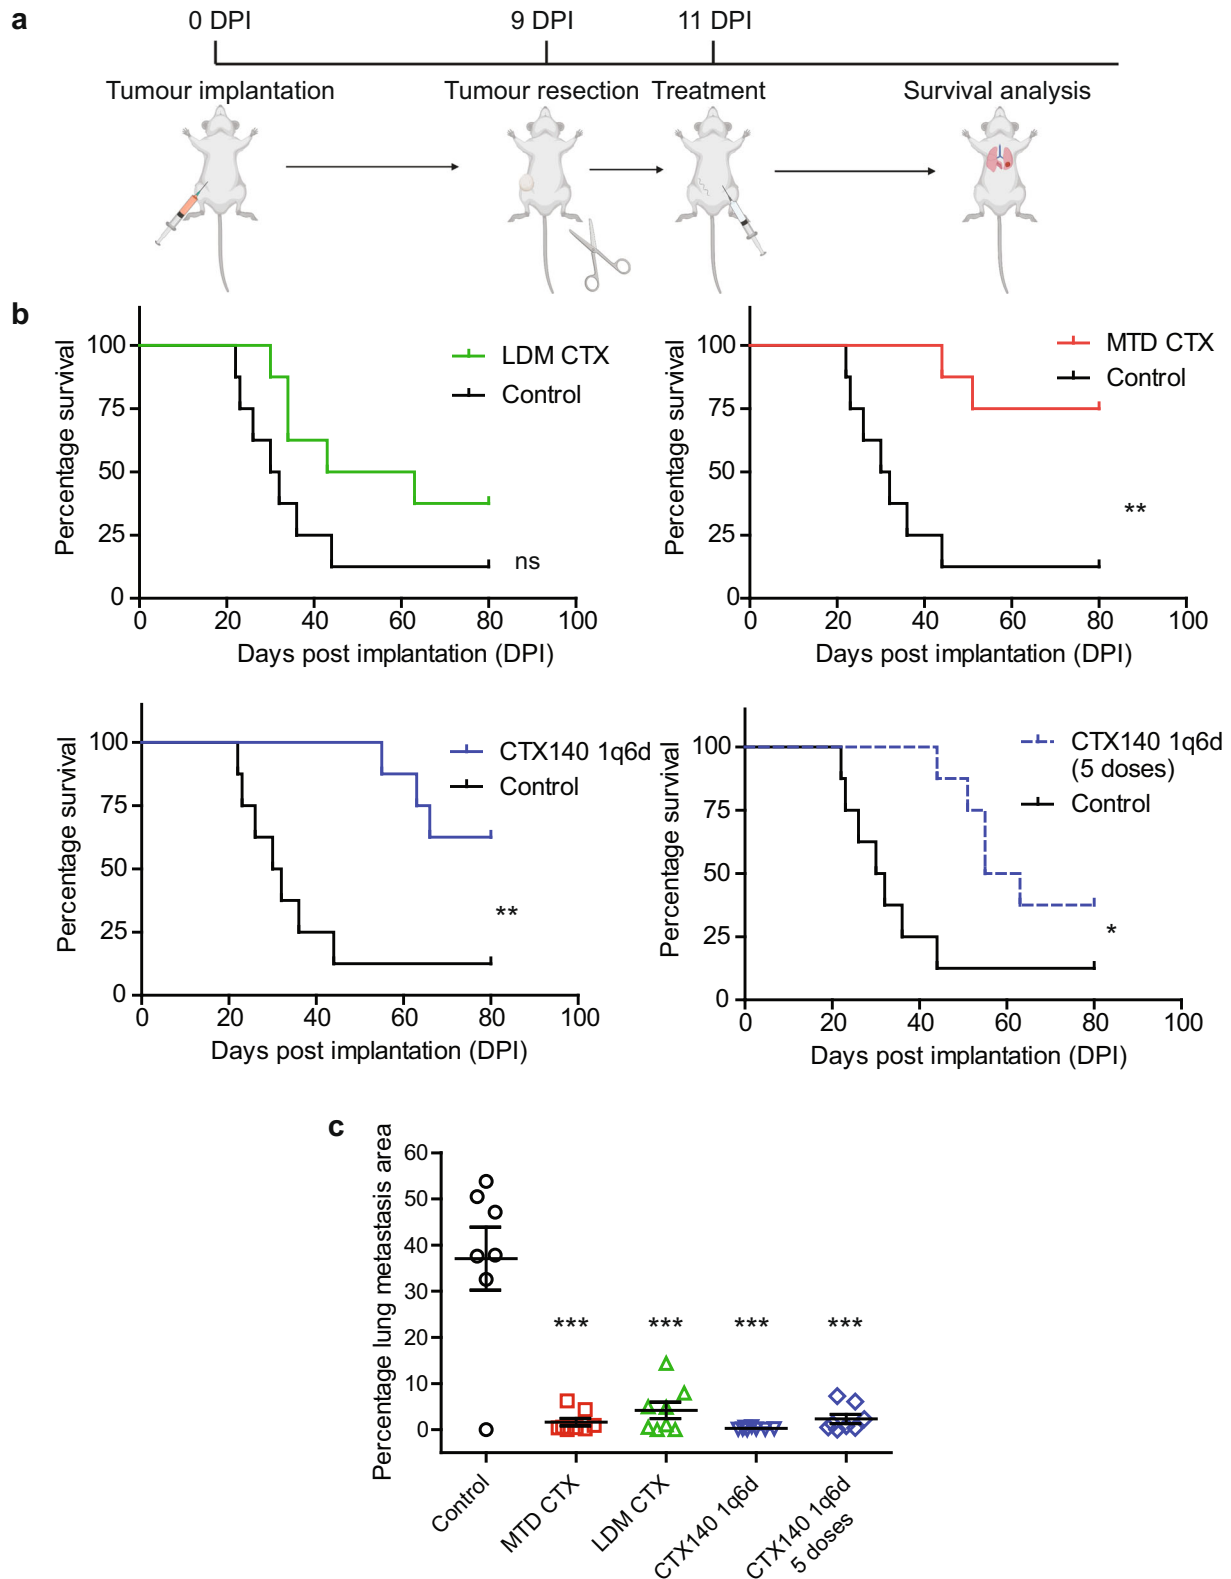 a
0 DPI 9 DPI 11 DPI
Tumour implantation Tumour resection Treatment Survival analysis
b
Percentage survival
100
75
50
25
0
0 20 40 60 80 100
Days post implantation (DPI)
LDM CTX
Control
ns
Percentage survival
100
75
50
25
0
0 20 40 60 80 100
Days post implantation (DPI)
MTD CTX
Control
**
Percentage survival
100
75
50
25
0
0 20 40 60 80 100
Days post implantation (DPI)
CTX140 1q6d
Control
**
Percentage survival
100
75
50
25
0
0 20 40 60 80 100
Days post implantation (DPI)
CTX140 1q6d
(5 doses)
Control
*
c
Percentage lung metastasis area
60
50
40
30
20
10
0
*** *** *** ***
Control
MTD CTX
LDM CTX
CTX140 1q6d
CTX140 1q6d
5 doses